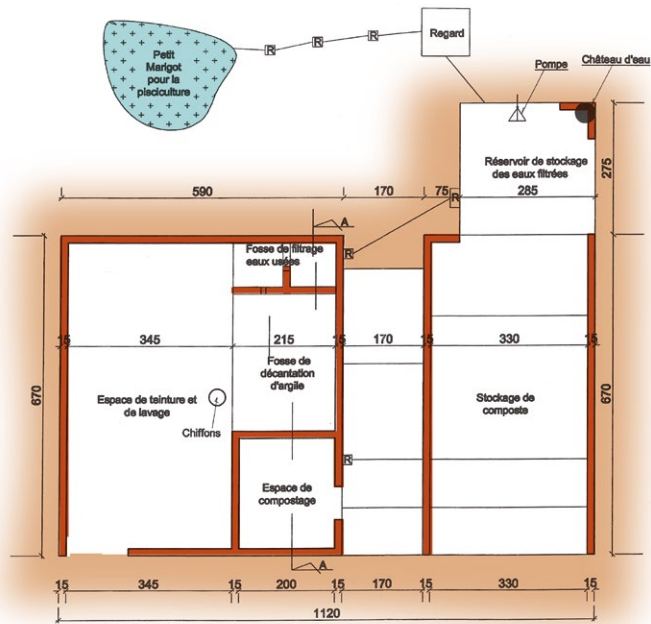 Petit
Marigot
pour la
pisciculture
R
R
R
Regard
Pompe
Château d'eau
Réservoir de stockage
des eaux filtrées
275
590
170
75
R
285
A
Fosse de filtrage
eaux usées
R
15
345
215
15
170
15
330
15
670
Fosse de
décantation
d'argile
Espace de teinture et
de lavage
Chiffons
Stockage de
composte
670
R
Espace de
compostage
A
15
345
15
200
15
170
15
330
15
1120